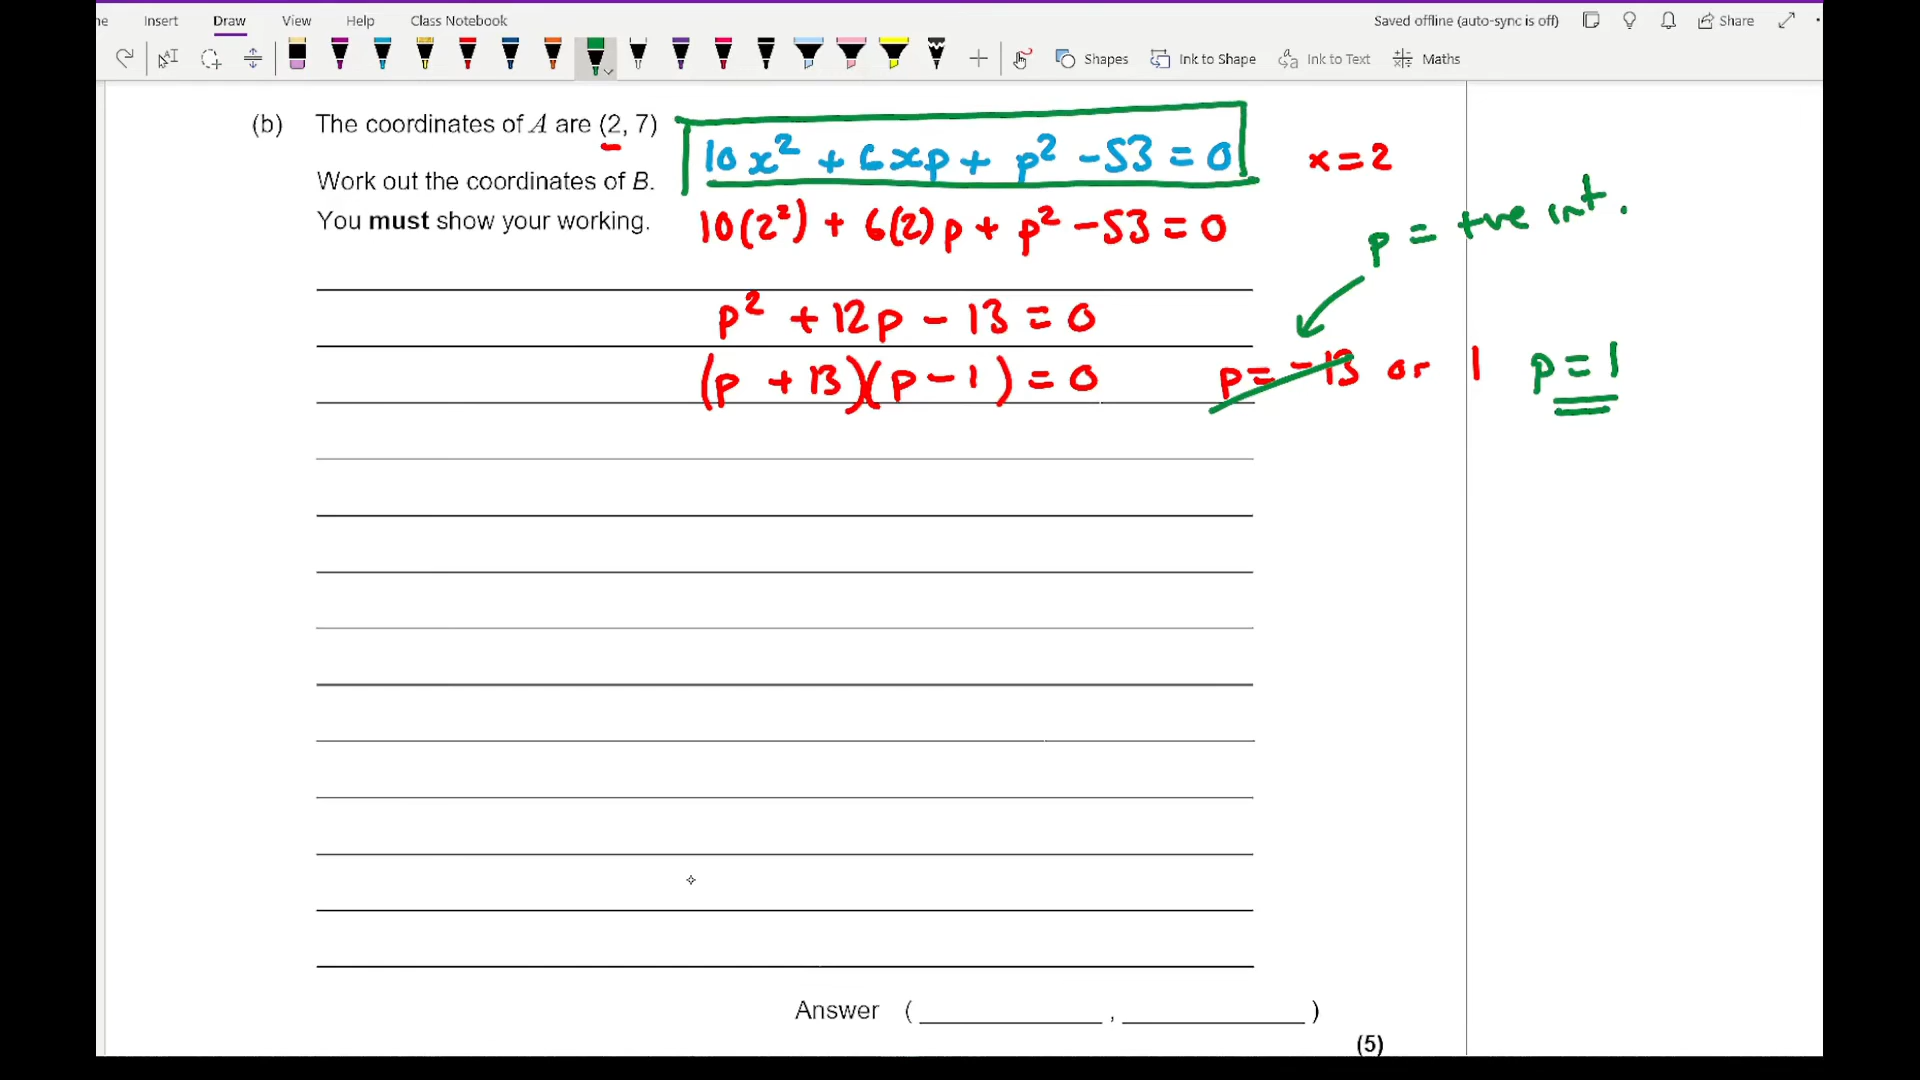 Insert Draw View Help Class Notebook Saved offline (auto-sync is off) Share
Shapes Ink to Shape Ink to Text Maths
(b) The coordinates of A are (2, 7)
10x² + 6xp + p² - 53 = 0 x = 2
Work out the coordinates of B.
You must show your working.
10(2²) + 6(2)p + p² - 53 = 0
p = +ve int.
p² + 12p - 13 = 0
(p + 13)(p - 1) = 0 p = -13 or 1 p = 1
Answer ( ____________ , ____________ )
(5)